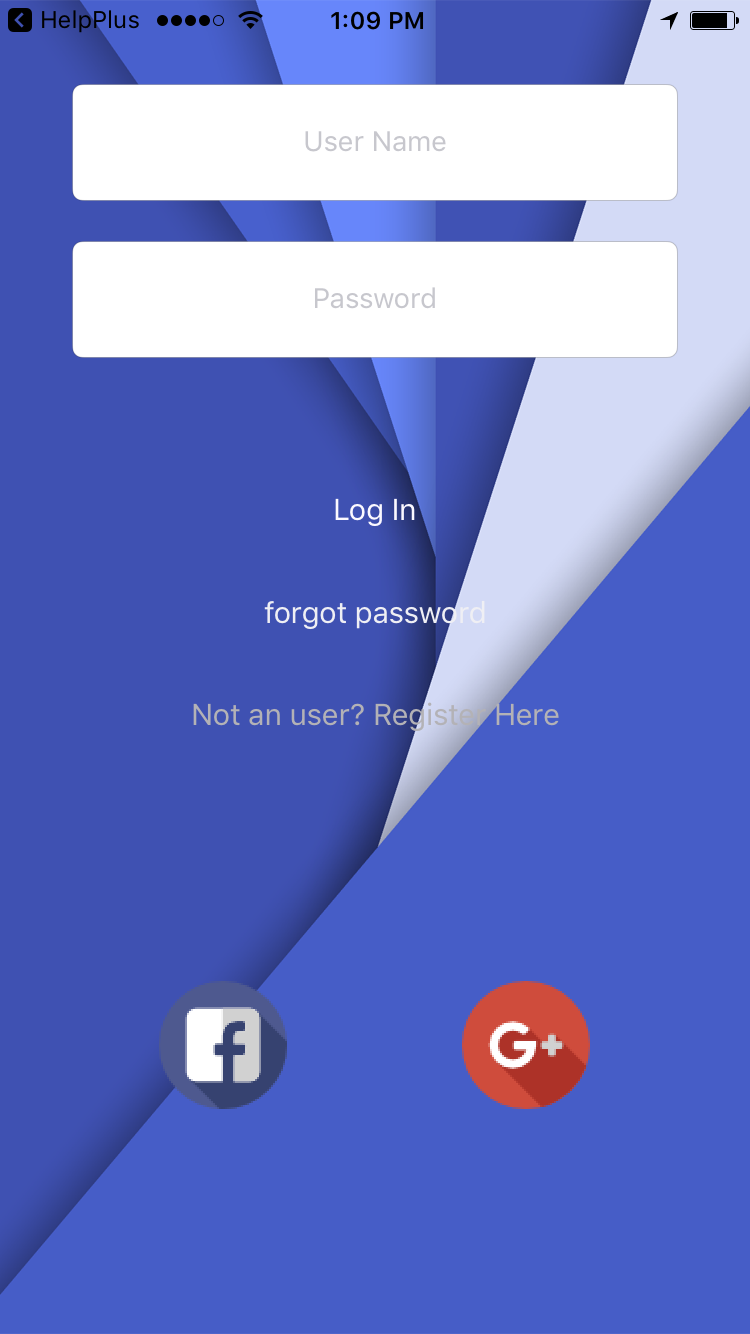 HelpPlus 1:09 PM
User Name
Password
Log In
forgot password
Not an user? Register Here
f G+